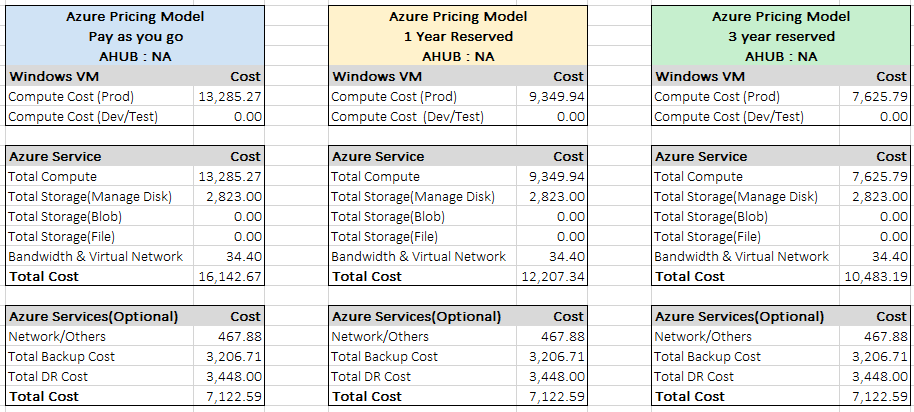 Azure Pricing Model
Pay as you go
AHUB : NA
Windows VM Cost
Compute Cost (Prod) 13,285.27
Compute Cost (Dev/Test) 0.00
Azure Service Cost
Total Compute 13,285.27
Total Storage(Manage Disk) 2,823.00
Total Storage(Blob) 0.00
Total Storage(File) 0.00
Bandwidth & Virtual Network 34.40
Total Cost 16,142.67
Azure Services(Optional) Cost
Network/Others 467.88
Total Backup Cost 3,206.71
Total DR Cost 3,448.00
Total Cost 7,122.59
Azure Pricing Model
1 Year Reserved
AHUB : NA
Windows VM Cost
Compute Cost (Prod) 9,349.94
Compute Cost (Dev/Test) 0.00
Azure Service Cost
Total Compute 9,349.94
Total Storage(Manage Disk) 2,823.00
Total Storage(Blob) 0.00
Total Storage(File) 0.00
Bandwidth & Virtual Network 34.40
Total Cost 12,207.34
Azure Services(Optional) Cost
Network/Others 467.88
Total Backup Cost 3,206.71
Total DR Cost 3,448.00
Total Cost 7,122.59
Azure Pricing Model
3 year reserved
AHUB : NA
Windows VM Cost
Compute Cost (Prod) 7,625.79
Compute Cost (Dev/Test) 0.00
Azure Service Cost
Total Compute 7,625.79
Total Storage(Manage Disk) 2,823.00
Total Storage(Blob) 0.00
Total Storage(File) 0.00
Bandwidth & Virtual Network 34.40
Total Cost 10,483.19
Azure Services(Optional) Cost
Network/Others 467.88
Total Backup Cost 3,206.71
Total DR Cost 3,448.00
Total Cost 7,122.59